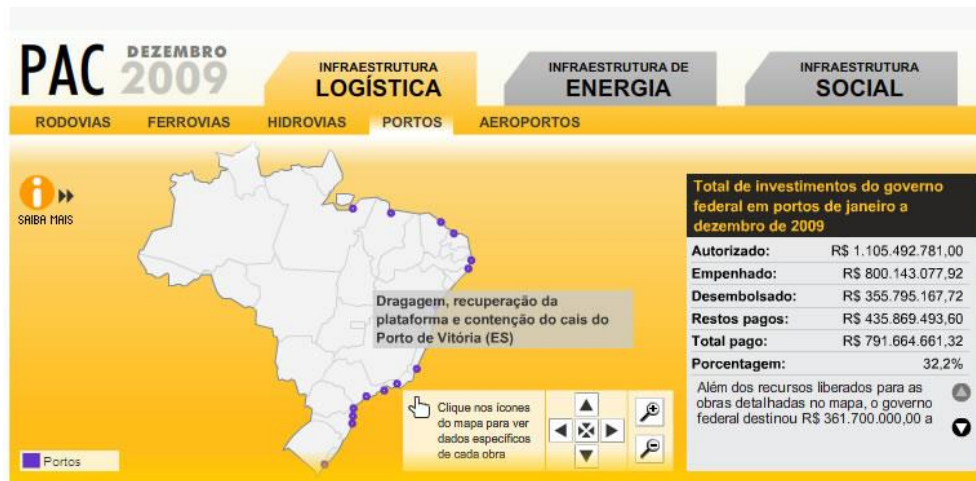 PAC DEZEMBRO 2009
INFRAESTRUTURA
LOGÍSTICA
INFRAESTRUTURA DE
ENERGIA
INFRAESTRUTURA
SOCIAL
RODOVIAS FERROVIAS HIDROVIAS PORTOS AEROPORTOS
i
SAIBA MAIS
Dragagem, recuperação da
plataforma e contenção do cais do
Porto de Vitória (ES)
Clique nos ícones
do mapa para ver
dados específicos
de cada obra
Portos
Total de investimentos do governo
federal em portos de janeiro a
dezembro de 2009
Autorizado: R$ 1.105.492.781,00
Empenhado: R$ 800.143.077,92
Desembolsado: R$ 355.795.167,72
Restos pagos: R$ 435.869.493,60
Total pago: R$ 791.664.661,32
Porcentagem: 32,2%
Além dos recursos liberados para as
obras detalhadas no mapa, o governo
federal destinou R$ 361.700.000,00 a